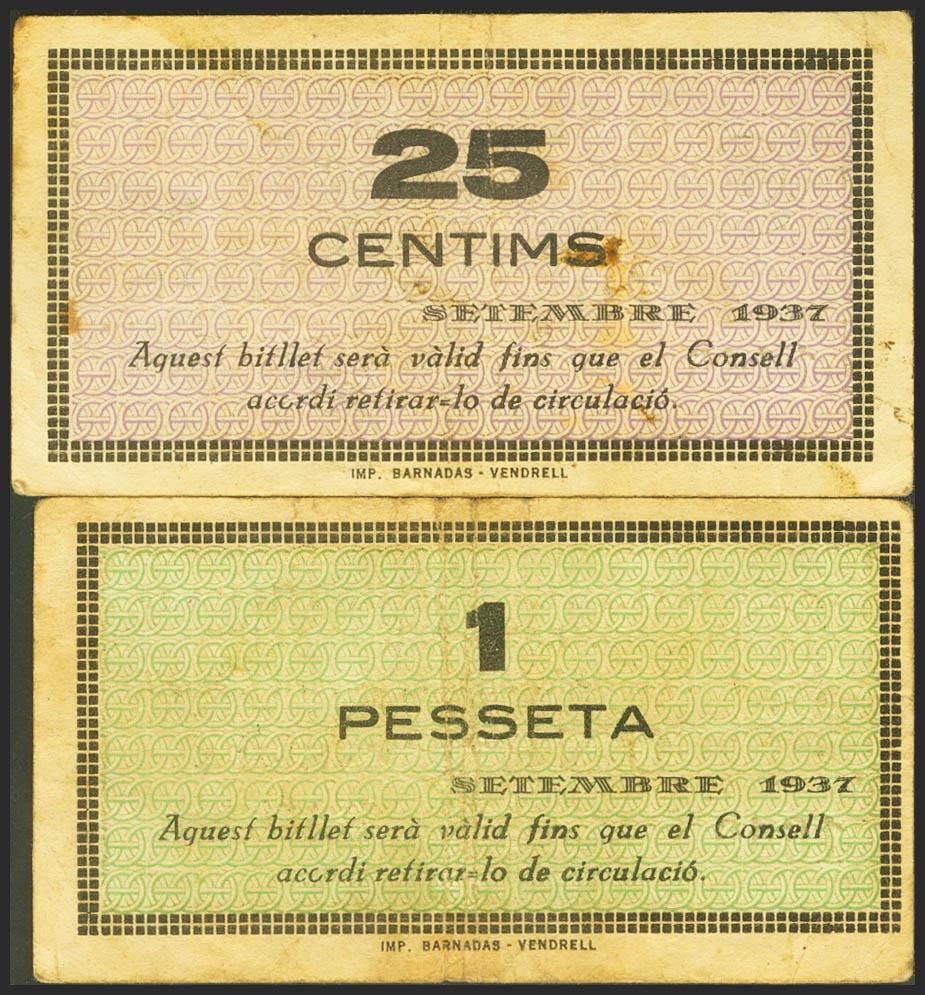 25
CENTIMS
SETEMBRE 1937
Aquest bitllet serà vàlid fins que el Consell
acordi retirar=lo de circulació.
IMP. BARNADAS - VENDRELL
1
PESSETA
SETEMBRE 1937
Aquest bitllet serà vàlid fins que el Consell
acordi retirar=lo de circulació.
IMP. BARNADAS - VENDRELL